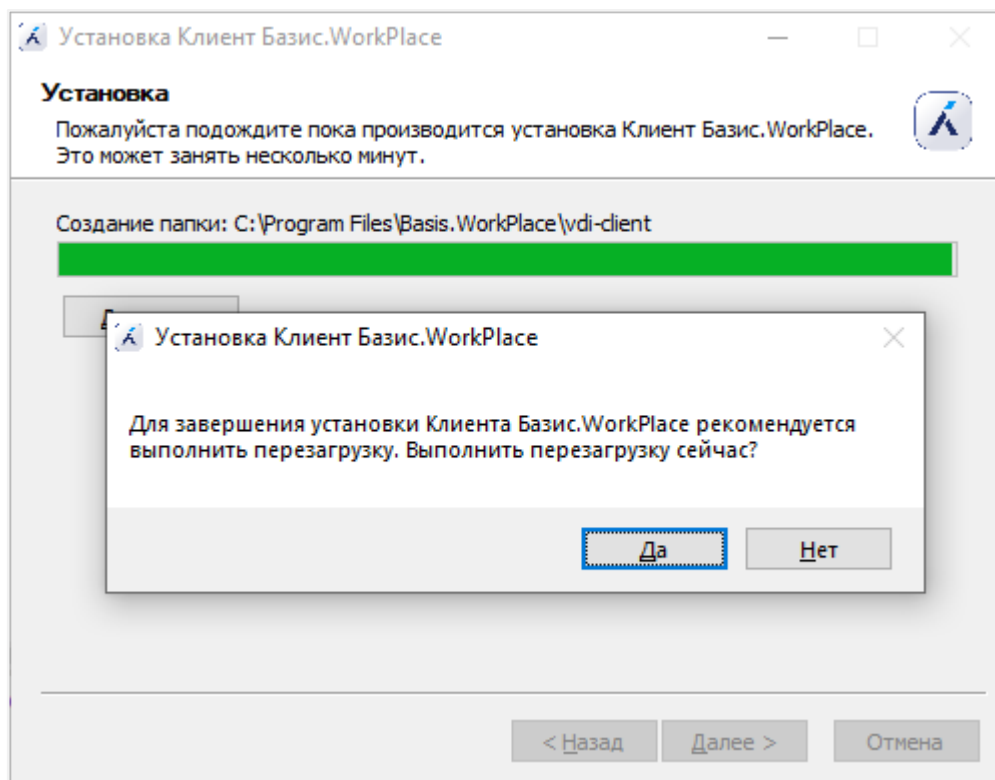 Установка Клиент Базис.WorkPlace
Установка
Пожалуйста подождите пока производится установка Клиент Базис.WorkPlace.
Это может занять несколько минут.
Создание папки: C:\Program Files\Basis.WorkPlace\vdi-client
Установка Клиент Базис.WorkPlace
Для завершения установки Клиента Базис.WorkPlace рекомендуется
выполнить перезагрузку. Выполнить перезагрузку сейчас?
Да Нет
< Назад Далее > Отмена